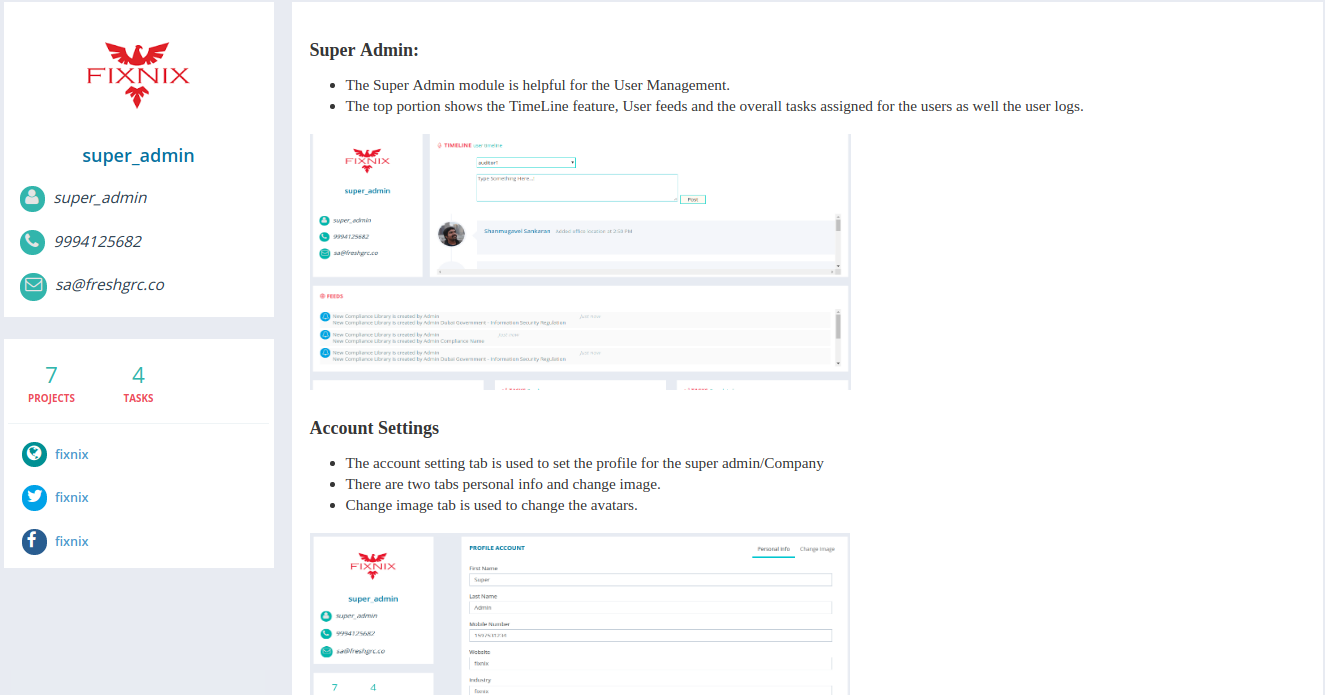 FIXNIX
super_admin
super_admin
9994125682
sa@freshgrc.co
7
PROJECTS
4
TASKS
fixnix
fixnix
fixnix
Super Admin:
The Super Admin module is helpful for the User Management.
The top portion shows the TimeLine feature, User feeds and the overall tasks assigned for the users as well the user logs.
FIXNIX
super_admin
super_admin
9994125682
sa@freshgrc.co
TIMELINE user timeline
auditor1
Type Something Here...
Post
Shanmugavel Sankaran Added office location at 2:33 PM
FEEDS
New Compliance Library is created by Admin Just now
New Compliance Library is created by Admin Dubai Government - Information Security Regulation
New Compliance Library is created by Admin Just now
New Compliance Library is created by Admin Compliance Name
New Compliance Library is created by Admin Just now
New Compliance Library is created by Admin Dubai Government - Information Security Regulation
Account Settings
The account setting tab is used to set the profile for the super admin/Company
There are two tabs personal info and change image.
Change image tab is used to change the avatars.
FIXNIX
super_admin
super_admin
9994125682
sa@freshgrc.co
7 4
PROFILE ACCOUNT
Personal Info Change Image
First Name
Super
Last Name
Admin
Mobile Number
Website
fixnix
Industry
fixnix